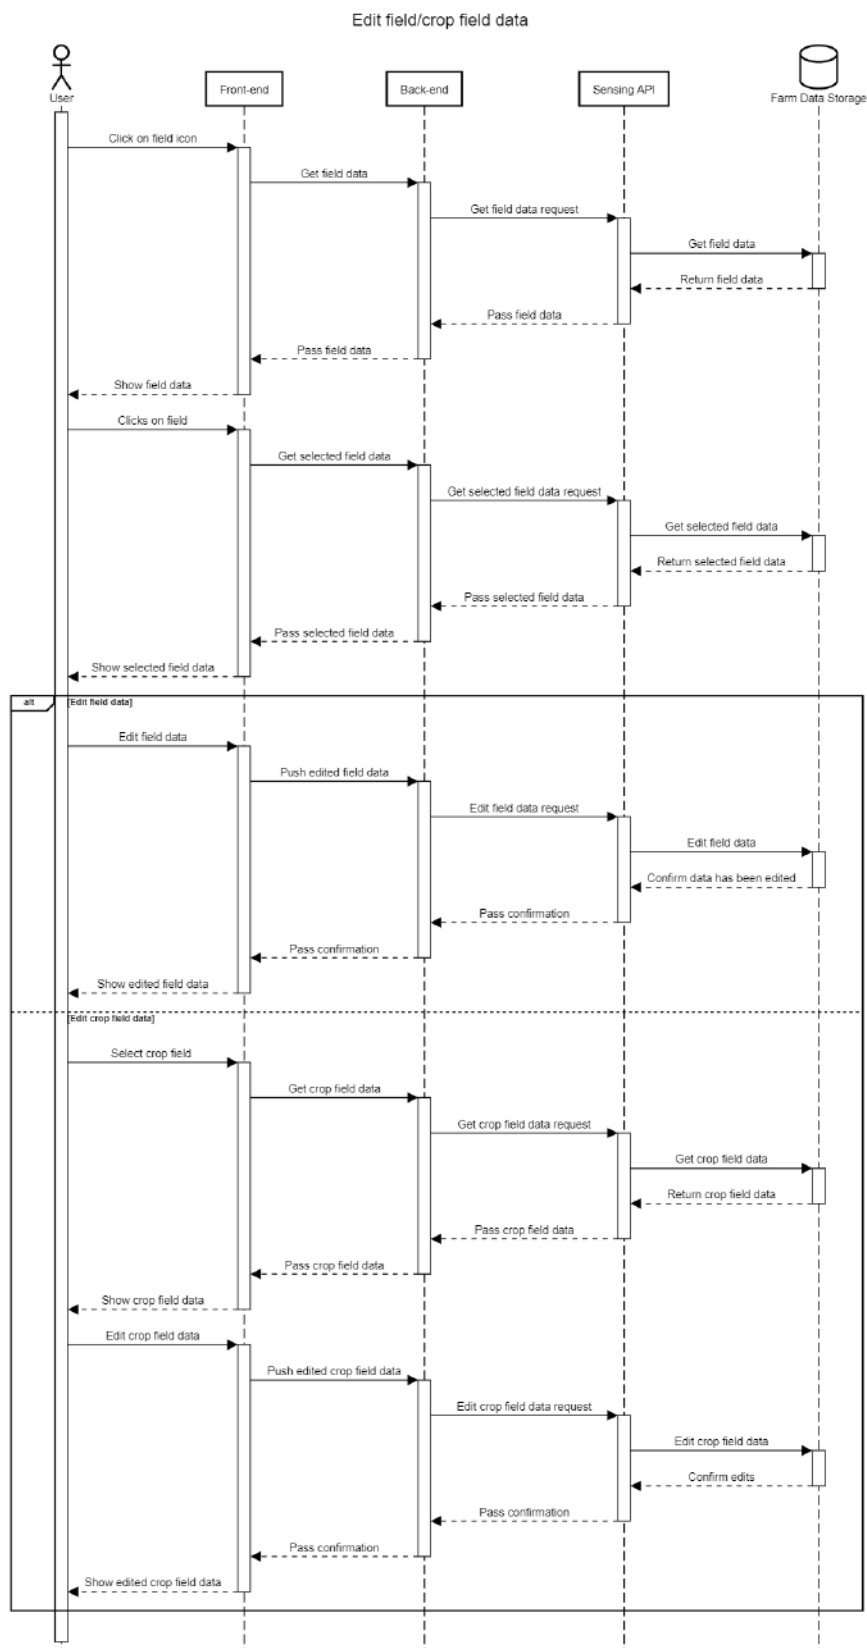 Edit field/crop field data
User
Front-end
Back-end
Sensing API
Farm Data Storage
Click on field icon
Get field data
Get field data request
Get field data
Return field data
Pass field data
Pass field data
Show field data
Clicks on field
Get selected field data
Get selected field data request
Get selected field data
Return selected field data
Pass selected field data
Pass selected field data
Show selected field data
alt
[Edit field data]
Edit field data
Push edited field data
Edit field data request
Edit field data
Confirm data has been edited
Pass confirmation
Pass confirmation
Show edited field data
[Edit crop field data]
Select crop field
Get crop field data
Get crop field data request
Get crop field data
Return crop field data
Pass crop field data
Pass crop field data
Show crop field data
Edit crop field data
Push edited crop field data
Edit crop field data request
Edit crop field data
Confirm edits
Pass confirmation
Pass confirmation
Show edited crop field data